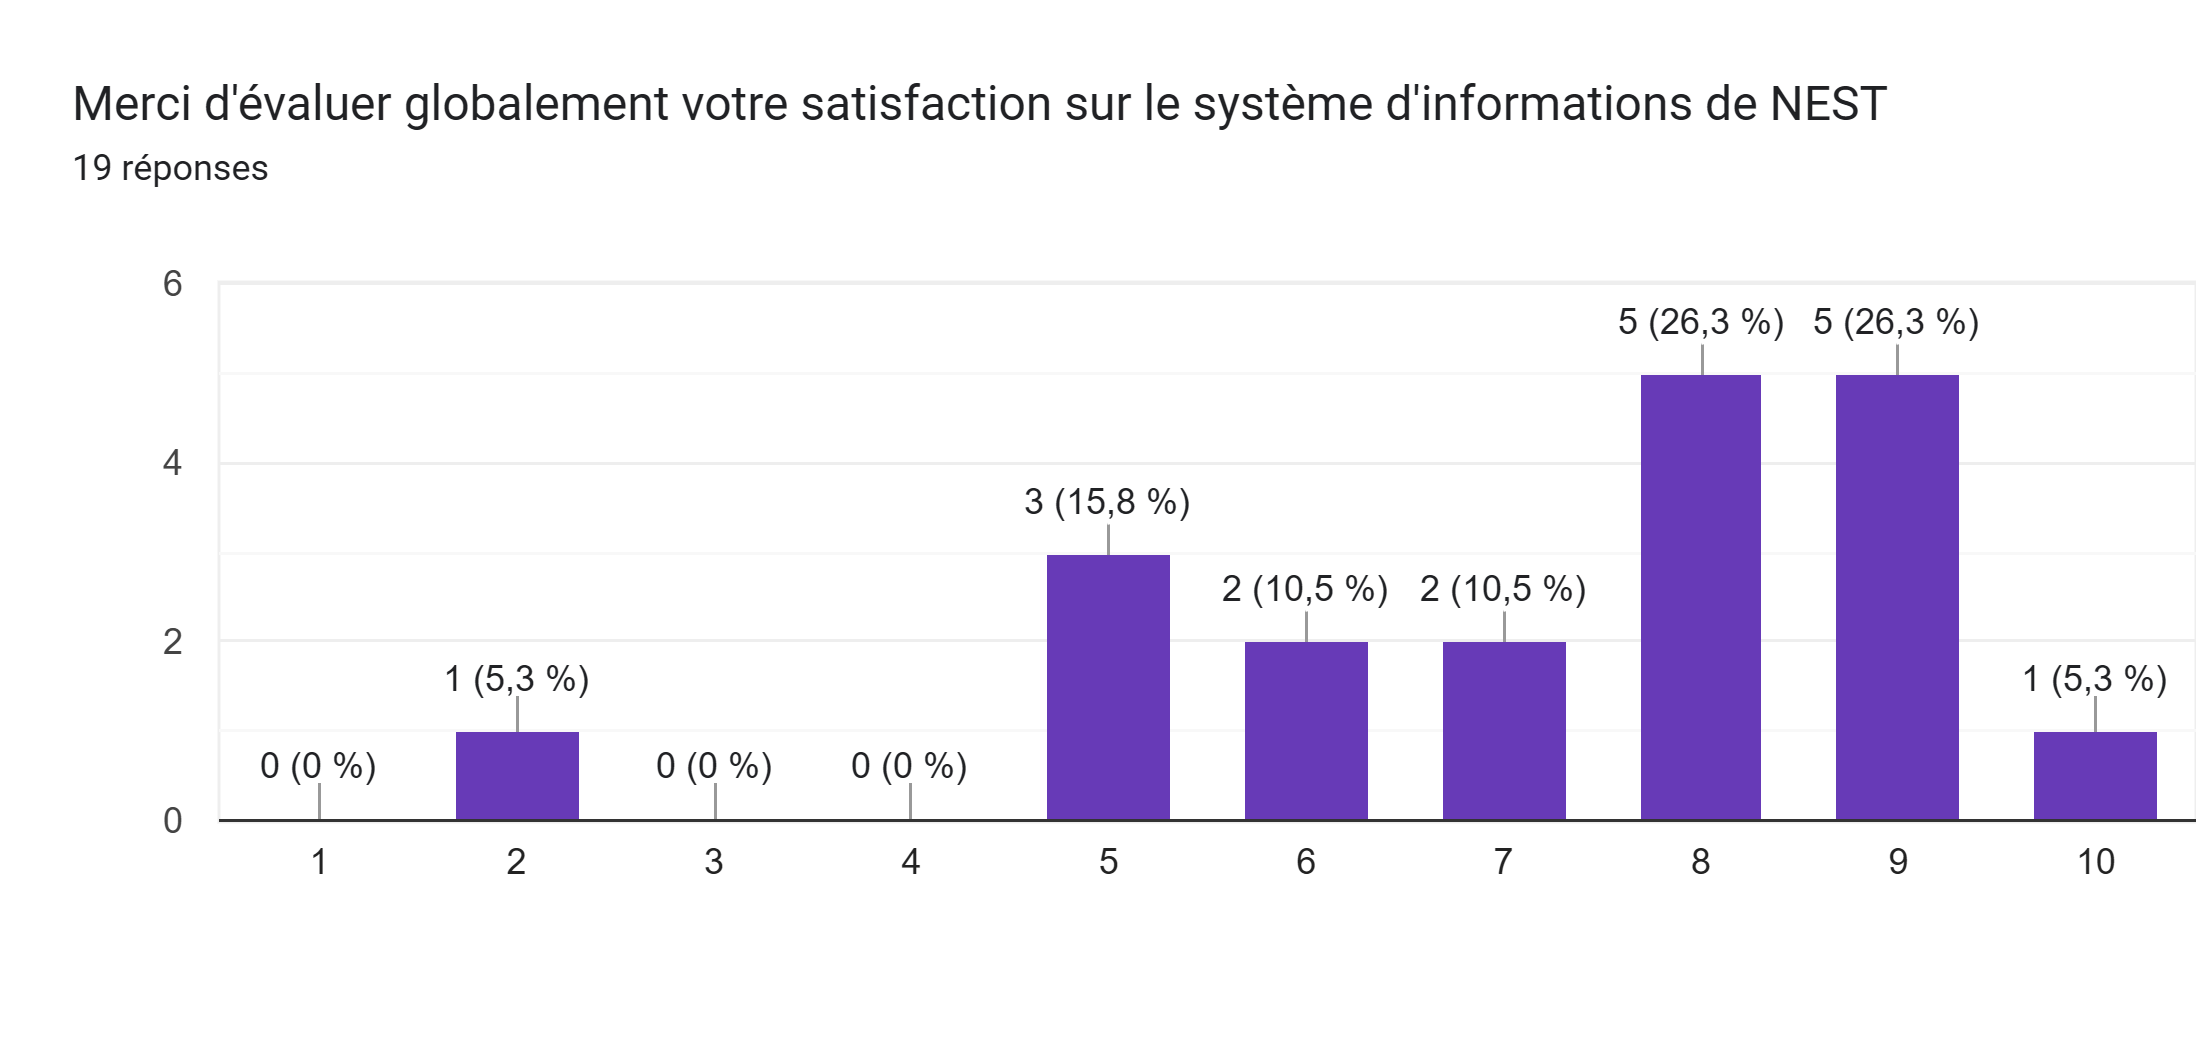 Merci d'évaluer globalement votre satisfaction sur le système d'informations de NEST
19 réponses
6
5 (26,3 %) 5 (26,3 %)
4
3 (15,8 %)
2 (10,5 %) 2 (10,5 %)
2
1 (5,3 %) 1 (5,3 %)
0 (0 %) 0 (0 %) 0 (0 %)
0
1 2 3 4 5 6 7 8 9 10